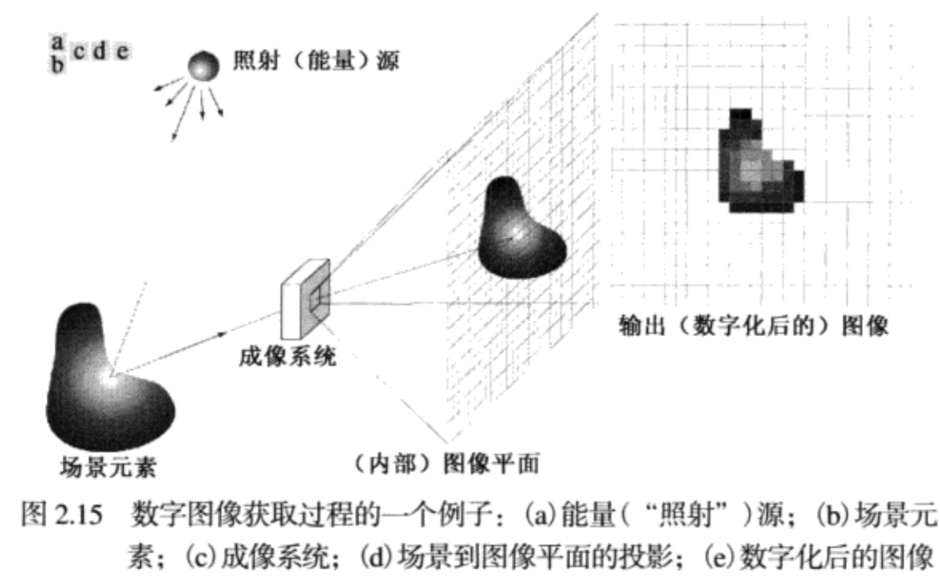 a
b c d e
照射（能量）源
成像系统
输出（数字化后的）图像
场景元素
（内部）图像平面
图 2.15 数字图像获取过程的一个例子：(a)能量(“照射”)源；(b)场景元
素；(c)成像系统；(d)场景到图像平面的投影；(e)数字化后的图像